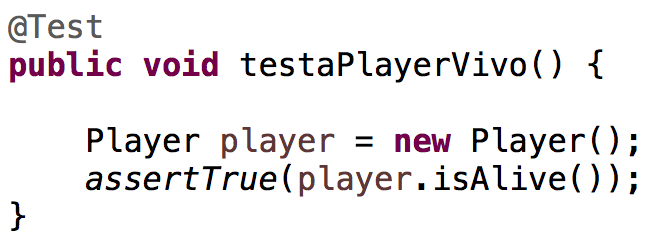 @Test
public void testaPlayerVivo() {
Player player = new Player();
assertTrue(player.isAlive());
}